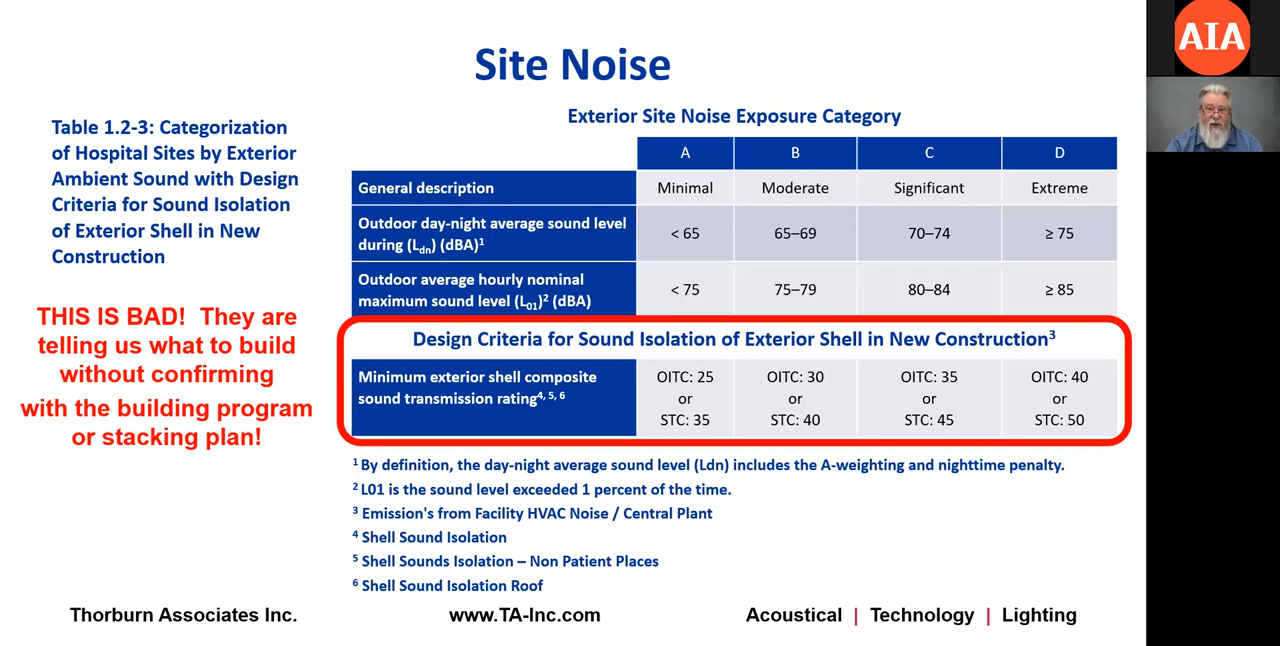 Site Noise
AIA
Table 1.2-3: Categorization
of Hospital Sites by Exterior
Ambient Sound with Design
Criteria for Sound Isolation
of Exterior Shell in New
Construction
THIS IS BAD! They are
telling us what to build
without confirming
with the building program
or stacking plan!
Exterior Site Noise Exposure Category
A B C D
General description Minimal Moderate Significant Extreme
Outdoor day-night average sound level
during (Ldn) (dBA)¹ < 65 65–69 70–74 ≥ 75
Outdoor average hourly nominal
maximum sound level (L01)² (dBA) < 75 75–79 80–84 ≥ 85
Design Criteria for Sound Isolation of Exterior Shell in New Construction³
Minimum exterior shell composite OITC: 25 OITC: 30 OITC: 35 OITC: 40
sound transmission rating⁴, ⁵, ⁶ or or or or
STC: 35 STC: 40 STC: 45 STC: 50
¹ By definition, the day-night average sound level (Ldn) includes the A-weighting and nighttime penalty.
² L01 is the sound level exceeded 1 percent of the time.
³ Emission's from Facility HVAC Noise / Central Plant
⁴ Shell Sound Isolation
⁵ Shell Sounds Isolation – Non Patient Places
⁶ Shell Sound Isolation Roof
Thorburn Associates Inc. www.TA-Inc.com Acoustical | Technology | Lighting